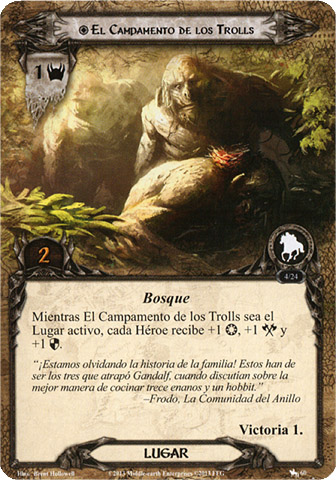 El Campamento de los Trolls
1
2
4/24
Bosque
Mientras El Campamento de los Trolls sea el
Lugar activo, cada Héroe recibe +1 , +1 y
+1 .
“¡Estamos olvidando la historia de la familia! Estos han de
ser los tres que atrapó Gandalf, cuando discutían sobre la
mejor manera de cocinar trece enanos y un hobbit.”
–Frodo, La Comunidad del Anillo
Victoria 1.
Ilus.: Brent Hollowell
©2013 Middle-earth Enterprises ©2013 FFG
60
LUGAR